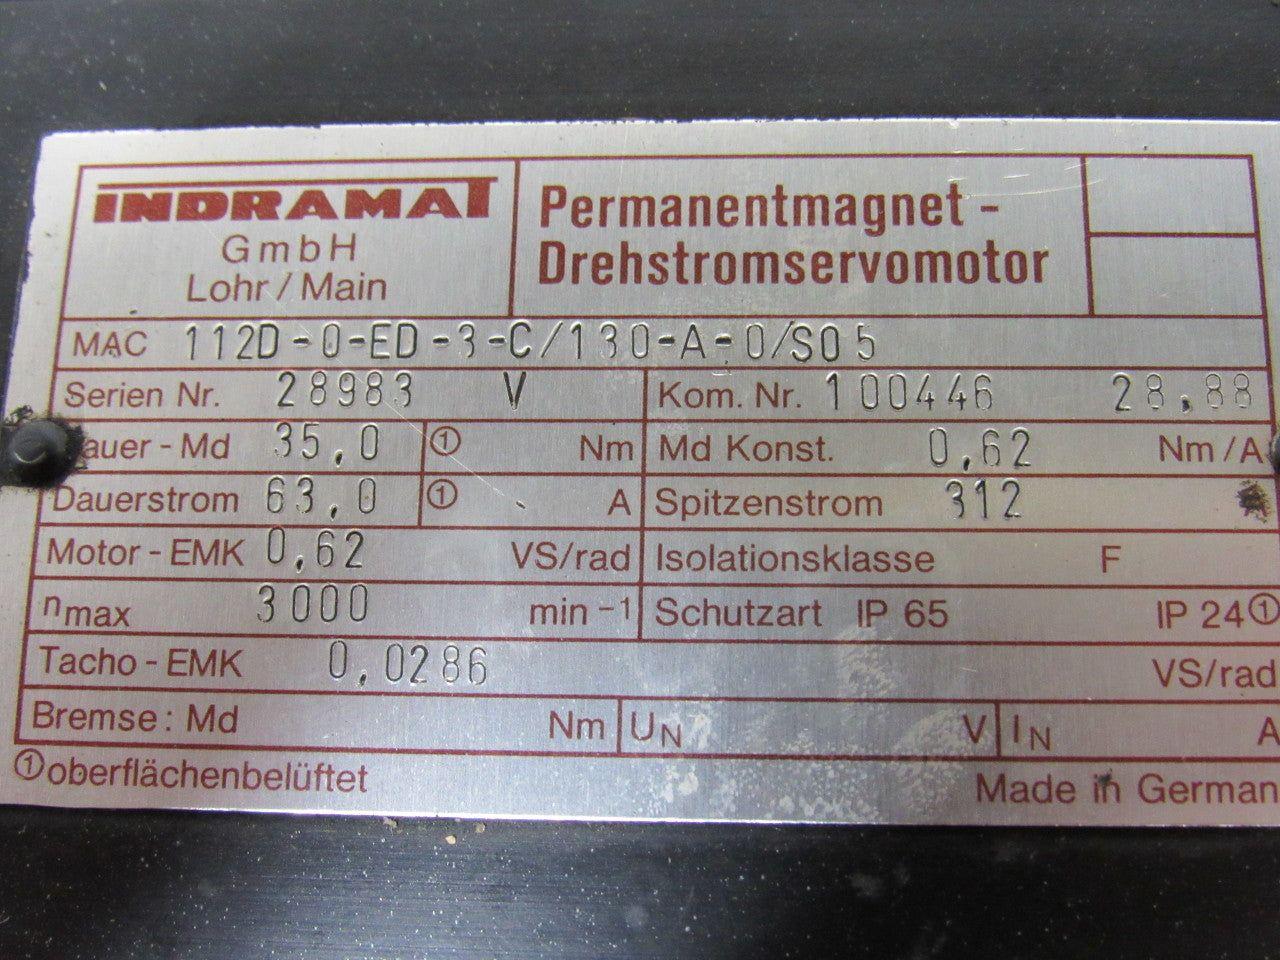 INDRAMAT
GmbH
Lohr/Main
Permanentmagnet-
Drehstromservomotor
MAC 112D-0-ED-3-C/130-A-0/S05
Serien Nr. 28983 V Kom. Nr. 100446 28,88
auer-Md 35,0 ① Nm Md Konst. 0,62 Nm/A
Dauerstrom 63,0 ① A Spitzenstrom 312
Motor-EMK 0,62 VS/rad Isolationsklasse F
nmax 3000 min-1 Schutzart IP 65 IP 24①
Tacho-EMK 0,0286 VS/rad
Bremse: Md Nm UN V IN A
①oberflächenbelüftet Made in German